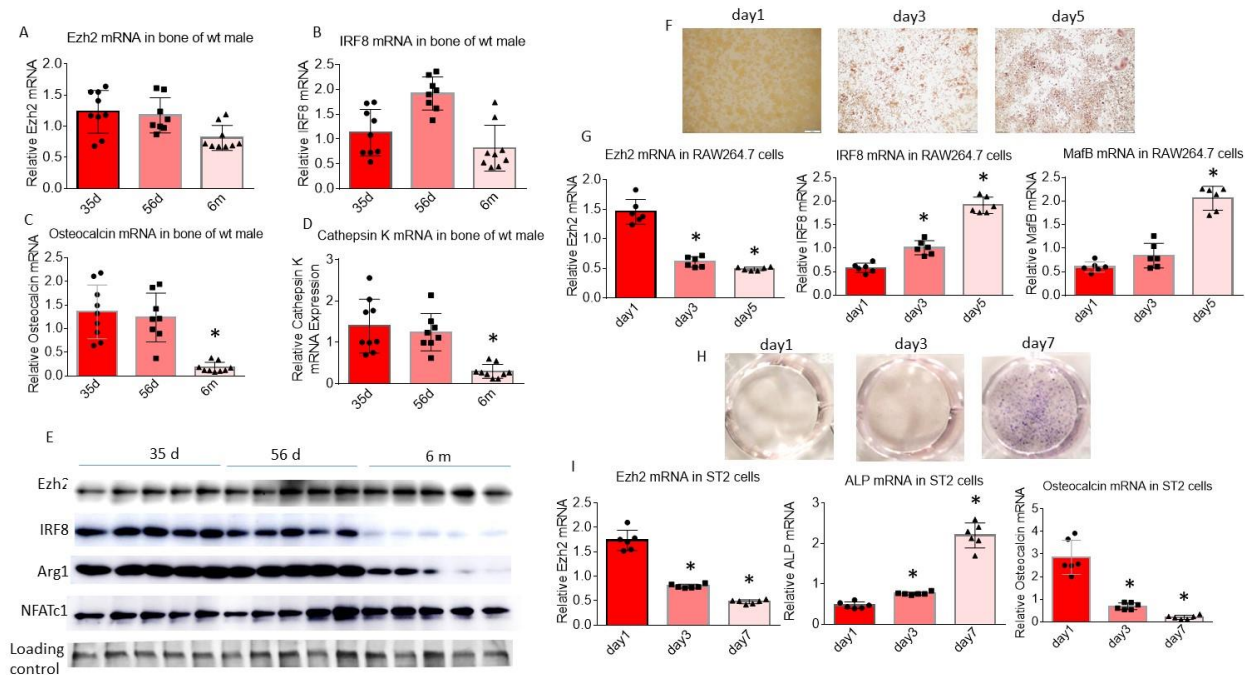 A
Ezh2 mRNA in bone of wt male
Relative Ezh2 mRNA
2.0
1.5
1.0
0.5
0.0
35d
56d
6m
B
IRF8 mRNA in bone of wt male
Relative IRF8 mRNA
2.5
2.0
1.5
1.0
0.5
0.0
35d
56d
6m
C
Osteocalcin mRNA in bone of wt male
Relative Osteocalcin mRNA
2.5
2.0
1.5
1.0
0.5
0.0
*
35d
56d
6m
D
Cathepsin K mRNA in bone of wt male
Relative Cathepsin K
mRNA Expression
3
2
1
0
*
35d
56d
6m
E
35 d 56 d 6 m
Ezh2
IRF8
Arg1
NFATc1
Loading
control
F
day1 day3 day5
G
Ezh2 mRNA in RAW264.7 cells
Relative Ezh2 mRNA
2.0
1.5
1.0
0.5
0.0
* *
day1
day3
day5
IRF8 mRNA in RAW264.7 cells
Relative IRF8 mRNA
2.5
2.0
1.5
1.0
0.5
0.0
* *
day1
day3
day5
MafB mRNA in RAW264.7 cells
Relative MafB mRNA
2.5
2.0
1.5
1.0
0.5
0.0
*
day1
day3
day5
H
day1 day3 day7
I
Ezh2 mRNA in ST2 cells
Relative Ezh2 mRNA
2.5
2.0
1.5
1.0
0.5
0.0
* *
day1
day3
day7
ALP mRNA in ST2 cells
Relative ALP mRNA
3
2
1
0
* *
day1
day3
day7
Osteocalcin mRNA in ST2 cells
Relative Osteocalcin mRNA
5
4
3
2
1
0
* *
day1
day3
day7